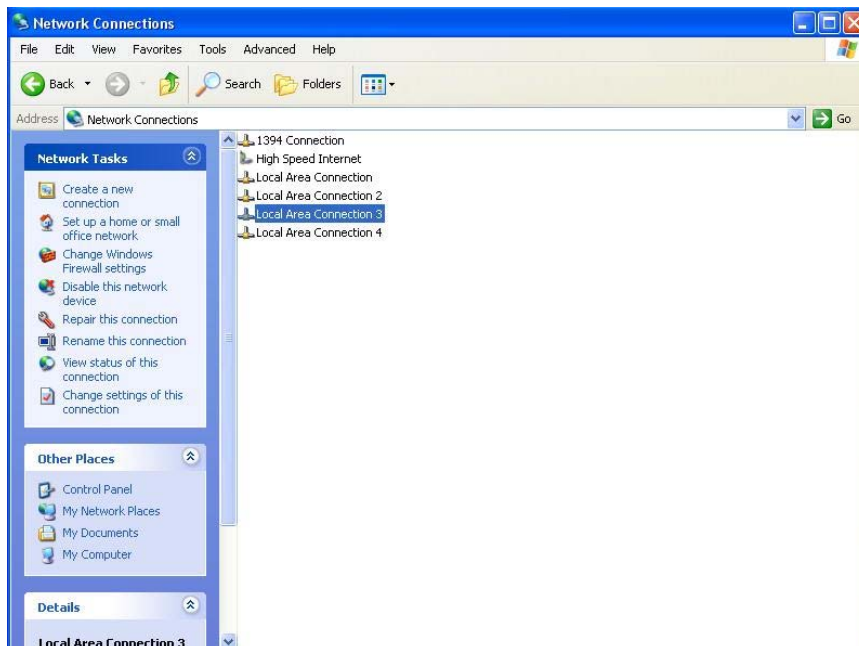 Network Connections
File Edit View Favorites Tools Advanced Help
Back Search Folders
Address Network Connections Go
Network Tasks
Create a new
connection
Set up a home or small
office network
Change Windows
Firewall settings
Disable this network
device
Repair this connection
Rename this connection
View status of this
connection
Change settings of this
connection
Other Places
Control Panel
My Network Places
My Documents
My Computer
Details
Local Area Connection 3
1394 Connection
High Speed Internet
Local Area Connection
Local Area Connection 2
Local Area Connection 3
Local Area Connection 4